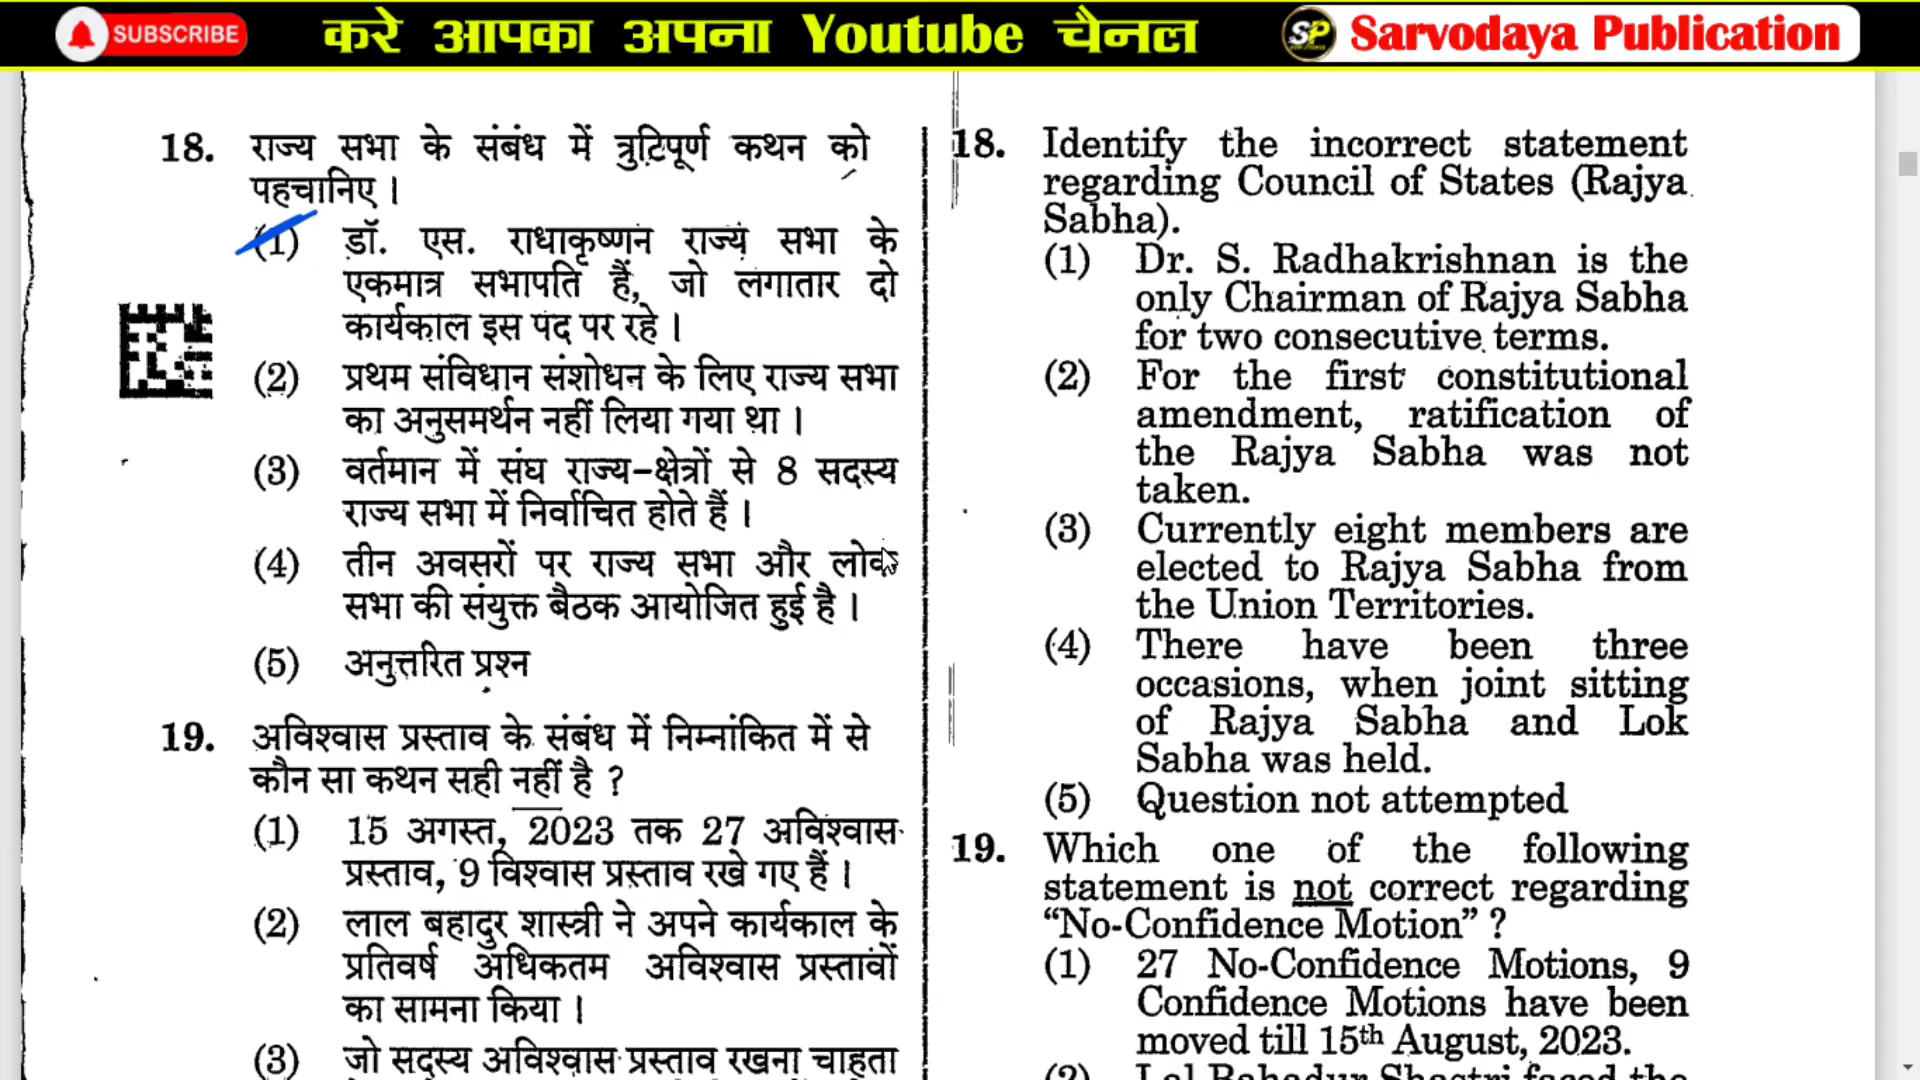 SUBSCRIBE करे आपका अपना Youtube चैनल SP Sarvodaya Publication
18. राज्य सभा के संबंध में त्रुटिपूर्ण कथन को
पहचानिए ।
(1) डॉ. एस. राधाकृष्णन राज्य सभा के
एकमात्र सभापति हैं, जो लगातार दो
कार्यकाल इस पद पर रहे ।
(2) प्रथम संविधान संशोधन के लिए राज्य सभा
का अनुसमर्थन नहीं लिया गया था ।
(3) वर्तमान में संघ राज्य-क्षेत्रों से 8 सदस्य
राज्य सभा में निर्वाचित होते हैं ।
(4) तीन अवसरों पर राज्य सभा और लोक
सभा की संयुक्त बैठक आयोजित हुई है ।
(5) अनुत्तरित प्रश्न
19. अविश्वास प्रस्ताव के संबंध में निम्नांकित में से
कौन सा कथन सही नहीं है ?
(1) 15 अगस्त, 2023 तक 27 अविश्वास
प्रस्ताव, 9 विश्वास प्रस्ताव रखे गए हैं ।
(2) लाल बहादुर शास्त्री ने अपने कार्यकाल के
प्रतिवर्ष अधिकतम अविश्वास प्रस्तावों
का सामना किया ।
(3) जो सदस्य अविश्वास प्रस्ताव रखना चाहता
18. Identify the incorrect statement
regarding Council of States (Rajya
Sabha).
(1) Dr. S. Radhakrishnan is the
only Chairman of Rajya Sabha
for two consecutive terms.
(2) For the first constitutional
amendment, ratification of
the Rajya Sabha was not
taken.
(3) Currently eight members are
elected to Rajya Sabha from
the Union Territories.
(4) There have been three
occasions, when joint sitting
of Rajya Sabha and Lok
Sabha was held.
(5) Question not attempted
19. Which one of the following
statement is not correct regarding
“No-Confidence Motion” ?
(1) 27 No-Confidence Motions, 9
Confidence Motions have been
moved till 15th August, 2023.
(2) Lal Bahadur Shastri faced the